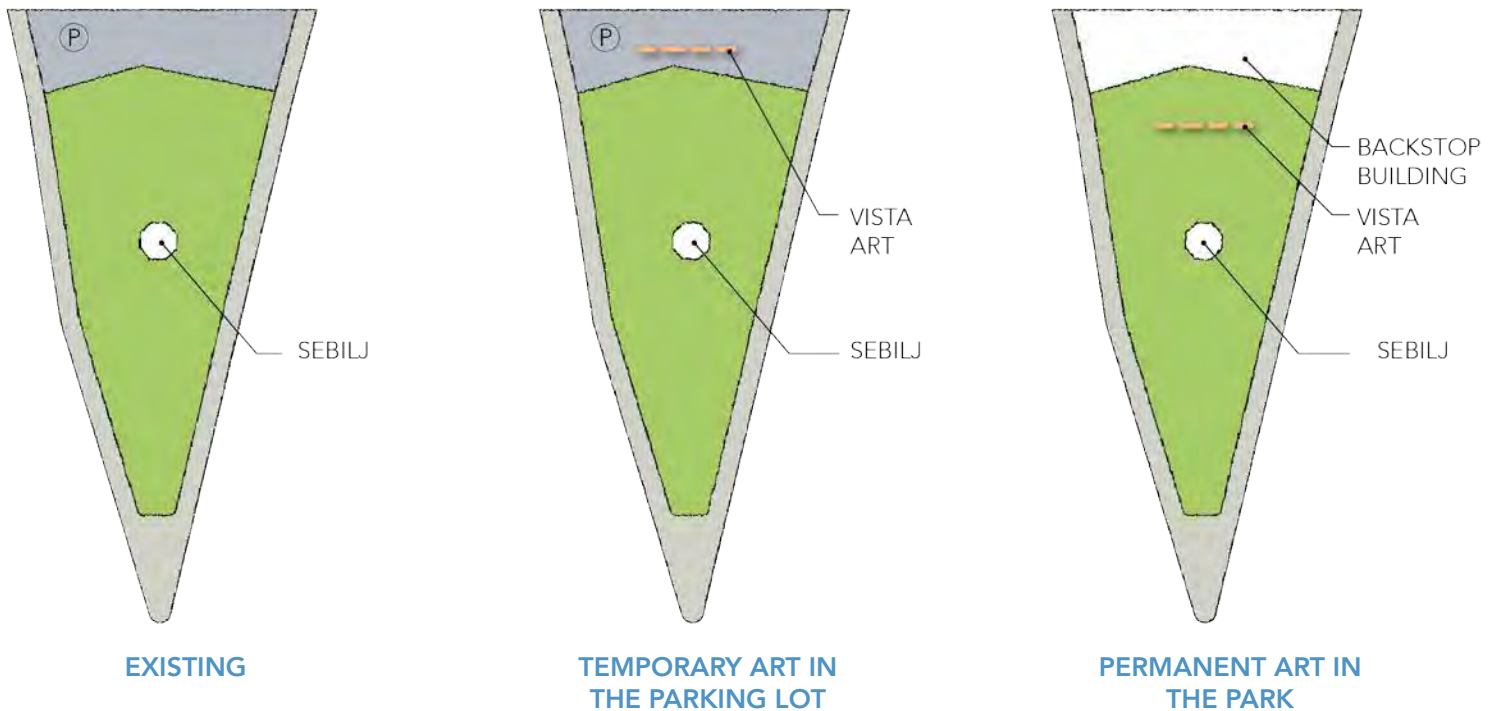 P
SEBILJ
EXISTING
P
VISTA
ART
SEBILJ
TEMPORARY ART IN
THE PARKING LOT
BACKSTOP
BUILDING
VISTA
ART
SEBILJ
PERMANENT ART IN
THE PARK